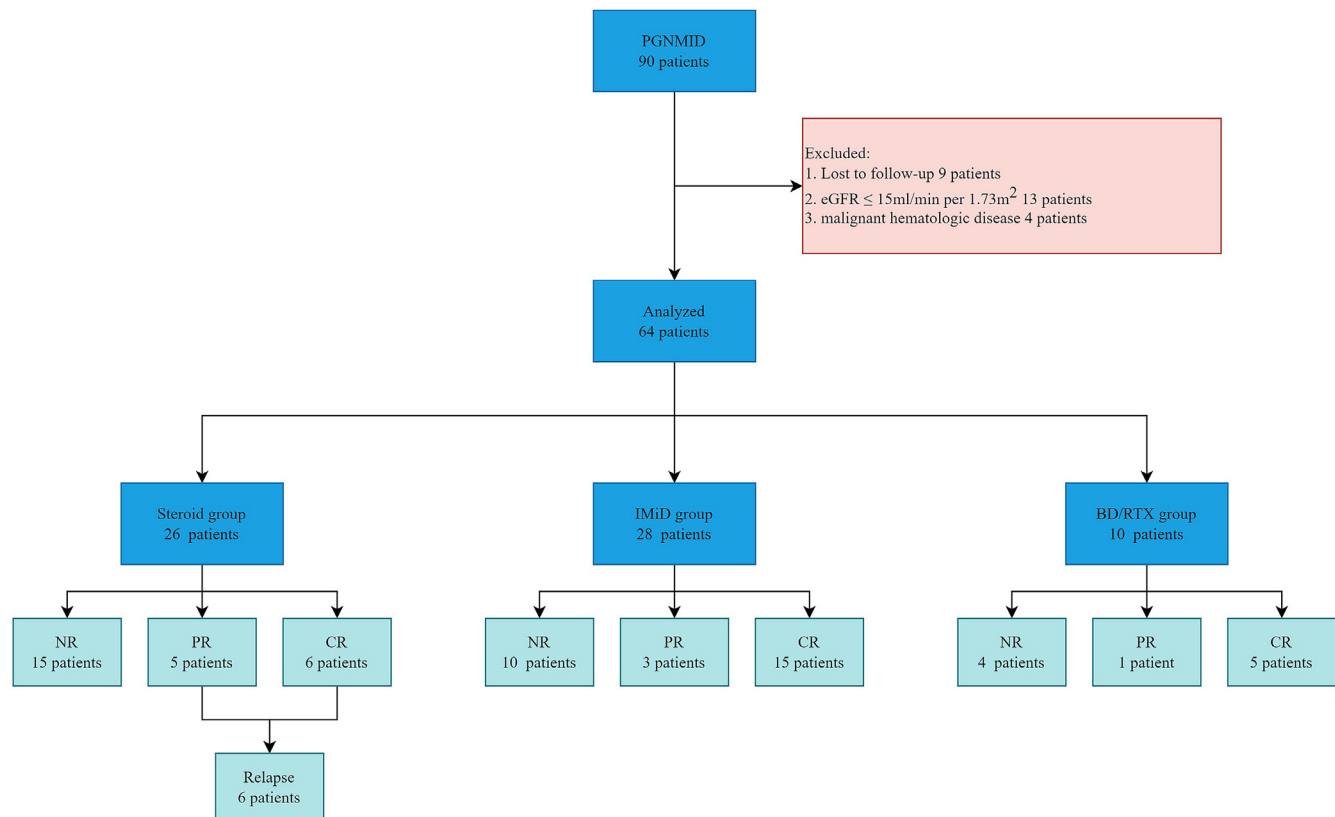 PGNMID
90 patients
Excluded:
1. Lost to follow-up 9 patients
2. eGFR ≤ 15ml/min per 1.73m² 13 patients
3. malignant hematologic disease 4 patients
Analyzed
64 patients
Steroid group
26 patients
IMiD group
28 patients
BD/RTX group
10 patients
NR
15 patients
PR
5 patients
CR
6 patients
NR
10 patients
PR
3 patients
CR
15 patients
NR
4 patients
PR
1 patient
CR
5 patients
Relapse
6 patients